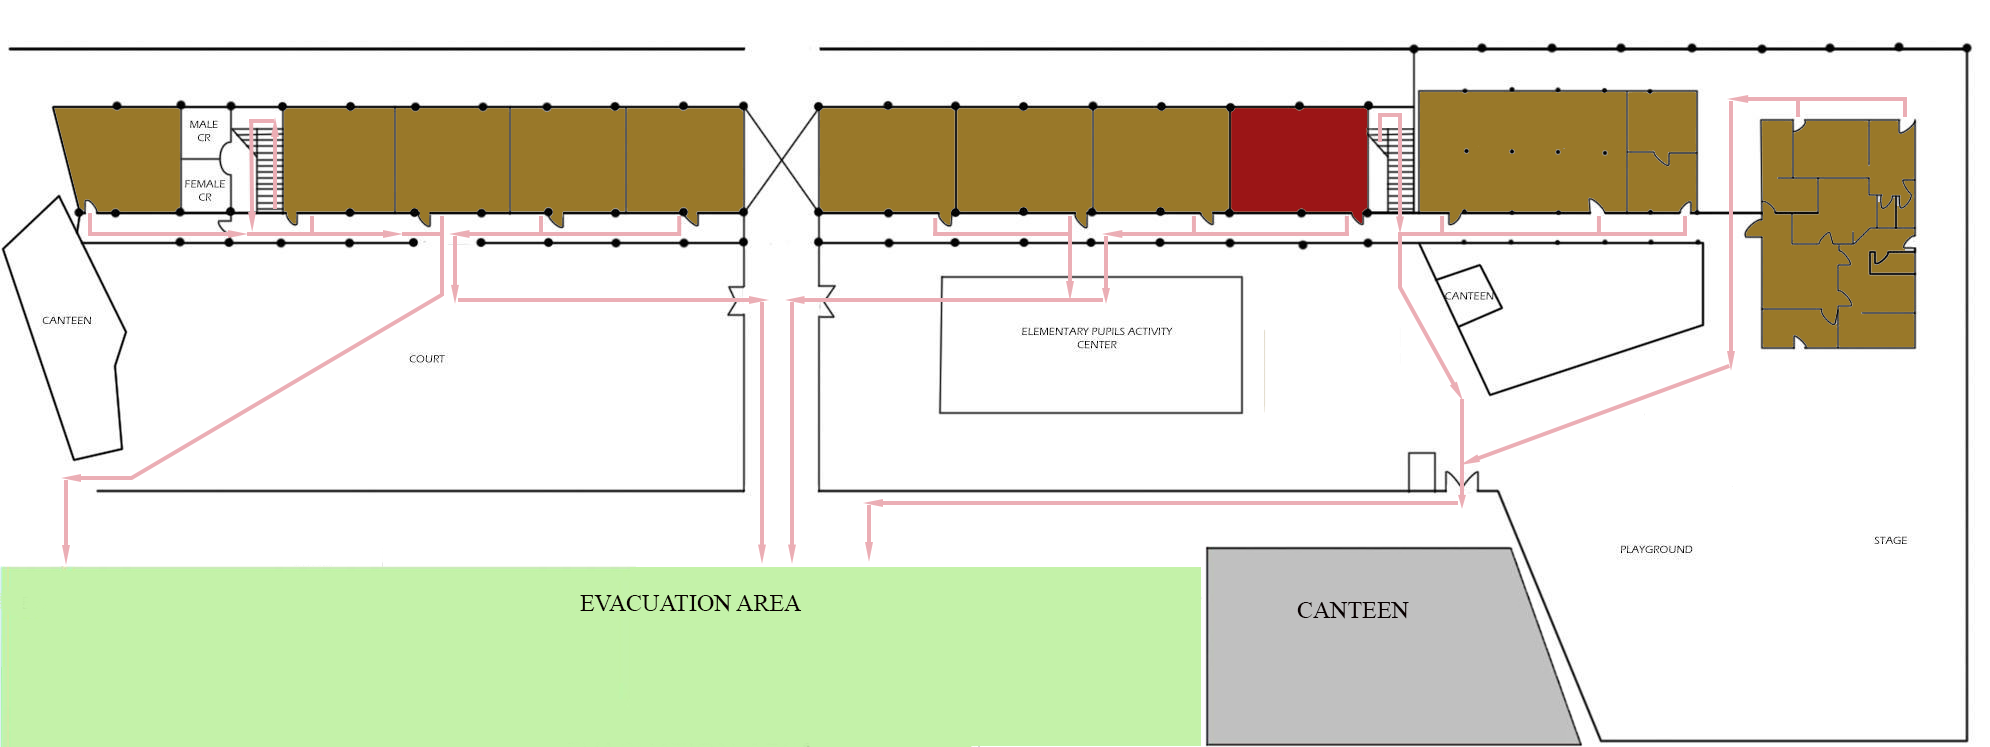 MALE
CR
FEMALE
CR
CANTEEN
COURT
ELEMENTARY PUPILS ACTIVITY
CENTER
CANTEEN
PLAYGROUND
STAGE
EVACUATION AREA
CANTEEN